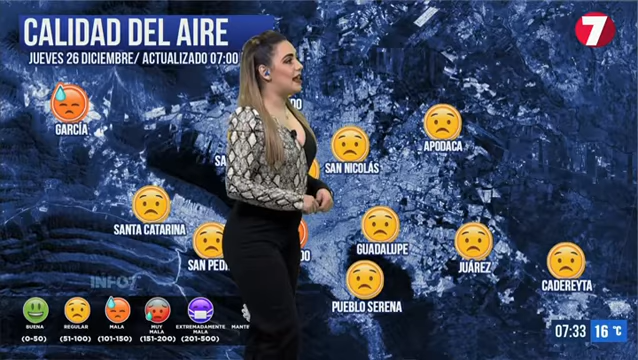 CALIDAD DEL AIRE
JUEVES 26 DICIEMBRE/ ACTUALIZADO 07:00
7
GARCÍA
APODACA
SAN NICOLÁS
SANTA CATARINA
GUADALUPE
SAN
JUÁREZ
CADEREYTA
PUEBLO SERENA
INFO7
BUENA
(0-50)
REGULAR
(51-100)
MALA
(101-150)
MUY MALA
(151-200)
EXTREMADAMENTE MALA
(201-500)
07:33 16 °C